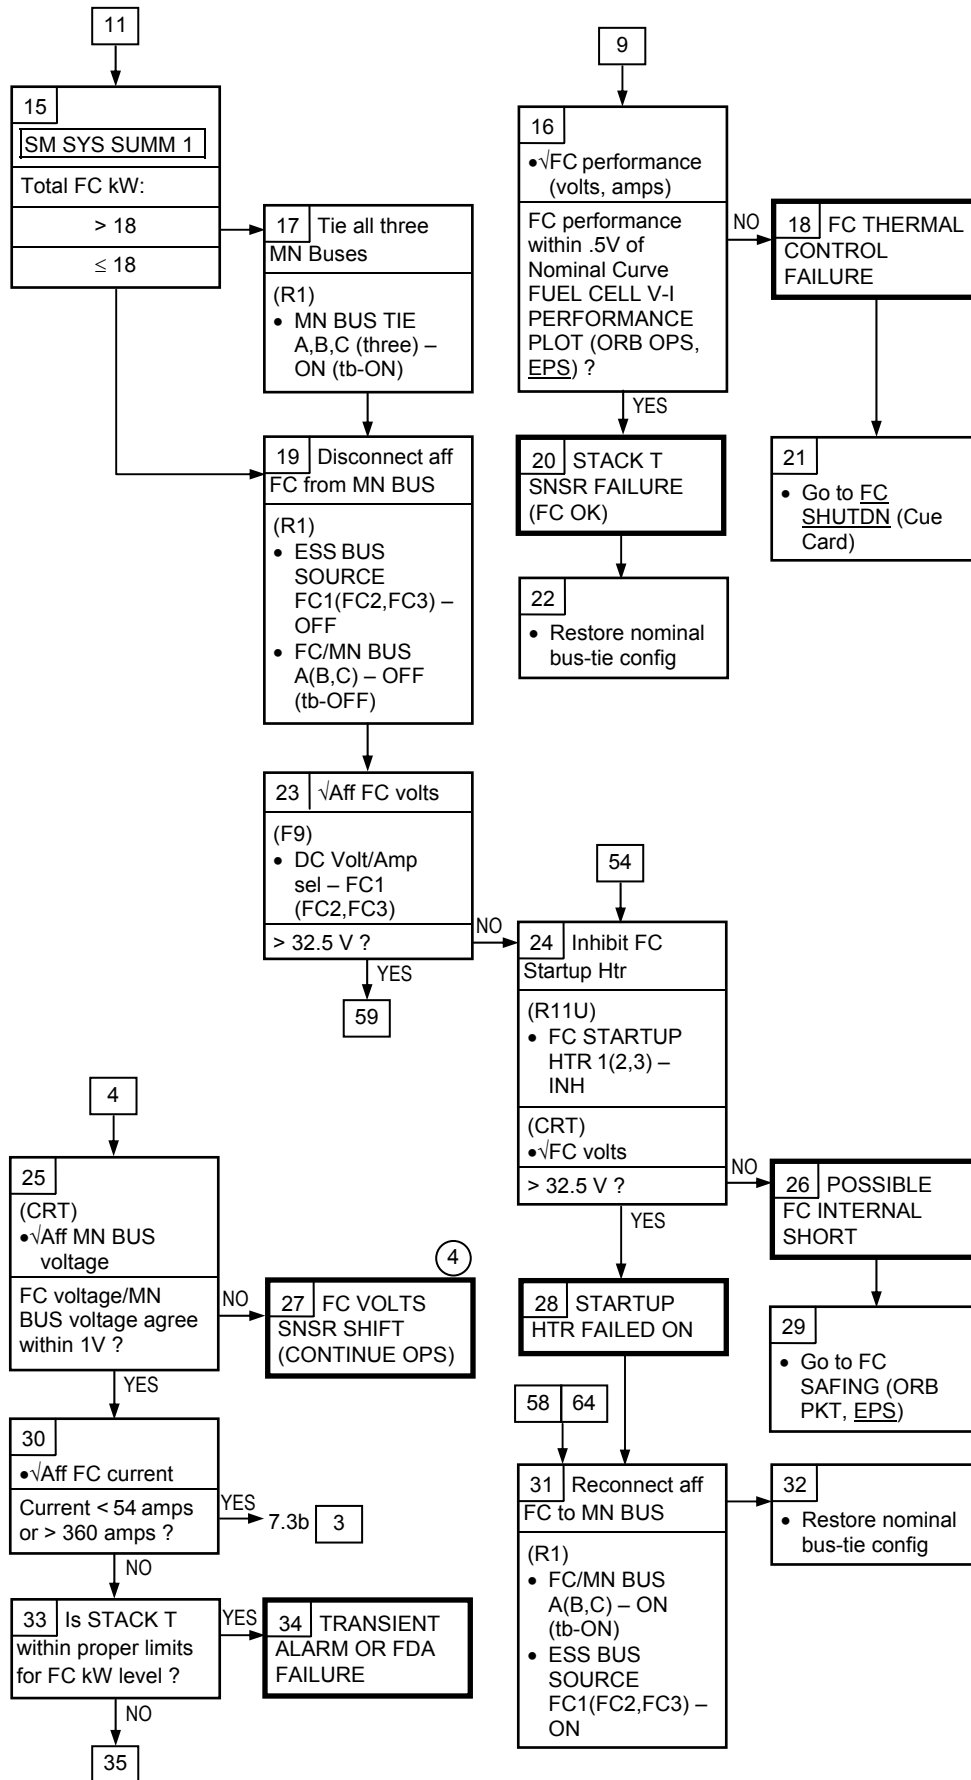 11
15
SM SYS SUMM 1
Total FC kW:
> 18
≤ 18
17 Tie all three
MN Buses
(R1)
• MN BUS TIE
A,B,C (three) –
ON (tb-ON)
19 Disconnect aff
FC from MN BUS
(R1)
• ESS BUS
SOURCE
FC1(FC2,FC3) –
OFF
• FC/MN BUS
A(B,C) – OFF
(tb-OFF)
23 √Aff FC volts
(F9)
• DC Volt/Amp
sel – FC1
(FC2,FC3)
> 32.5 V ?
NO
YES
59
9
16
•√FC performance
(volts, amps)
FC performance
within .5V of
Nominal Curve
FUEL CELL V-I
PERFORMANCE
PLOT (ORB OPS,
EPS) ?
NO
YES
18 FC THERMAL
CONTROL
FAILURE
21
• Go to FC
SHUTDN (Cue
Card)
20 STACK T
SNSR FAILURE
(FC OK)
22
• Restore nominal
bus-tie config
54
24 Inhibit FC
Startup Htr
(R11U)
• FC STARTUP
HTR 1(2,3) –
INH
(CRT)
•√FC volts
> 32.5 V ?
NO
YES
26 POSSIBLE
FC INTERNAL
SHORT
29
• Go to FC
SAFING (ORB
PKT, EPS)
28 STARTUP
HTR FAILED ON
58 64
31 Reconnect aff
FC to MN BUS
(R1)
• FC/MN BUS
A(B,C) – ON
(tb-ON)
• ESS BUS
SOURCE
FC1(FC2,FC3) –
ON
32
• Restore nominal
bus-tie config
4
25
(CRT)
•√Aff MN BUS
voltage
FC voltage/MN
BUS voltage agree
within 1V ?
NO
YES
4
27 FC VOLTS
SNSR SHIFT
(CONTINUE OPS)
30
•√Aff FC current
Current < 54 amps
or > 360 amps ?
YES
7.3b 3
NO
33 Is STACK T
within proper limits
for FC kW level ?
YES
34 TRANSIENT
ALARM OR FDA
FAILURE
NO
35